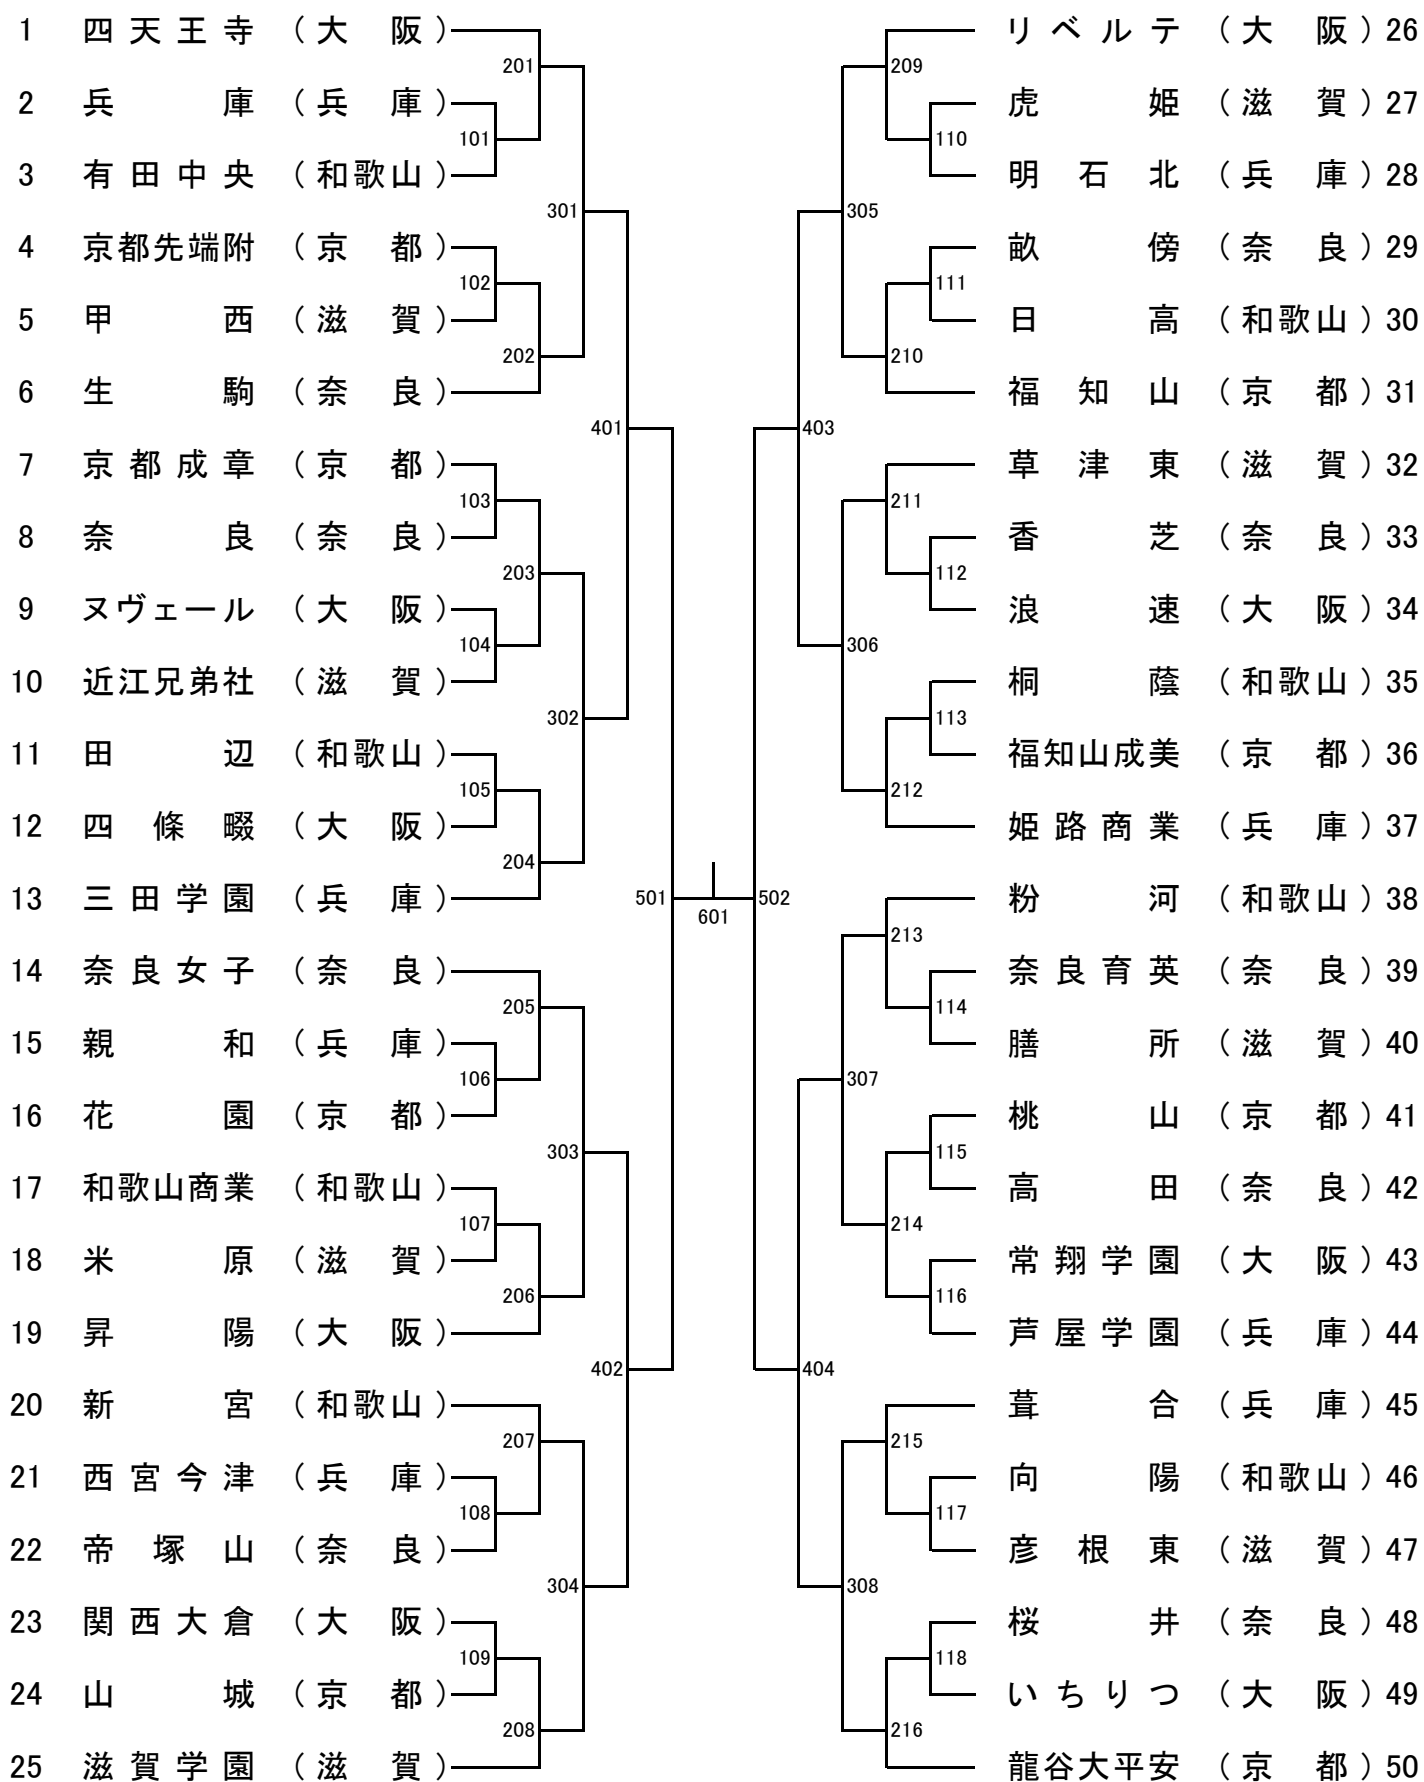 1 四天王寺 (大阪)
201
2 兵庫 (兵庫)
101
3 有田中央 (和歌山)
301
4 京都先端附 (京都)
102
5 甲西 (滋賀)
202
6 生駒 (奈良)
401
7 京都成章 (京都)
103
8 奈良 (奈良)
203
9 ヌヴェール (大阪)
104
10 近江兄弟社 (滋賀)
302
11 田辺 (和歌山)
105
12 四條畷 (大阪)
204
13 三田学園 (兵庫)
501
14 奈良女子 (奈良)
205
15 親和 (兵庫)
106
16 花園 (京都)
303
17 和歌山商業 (和歌山)
107
18 米原 (滋賀)
206
19 昇陽 (大阪)
402
20 新宮 (和歌山)
207
21 西宮今津 (兵庫)
108
22 帝塚山 (奈良)
304
23 関西大倉 (大阪)
109
24 山城 (京都)
208
25 滋賀学園 (滋賀)
601
リベルテ (大阪) 26
209
虎姫 (滋賀) 27
110
明石北 (兵庫) 28
305
畝傍 (奈良) 29
111
日高 (和歌山) 30
210
福知山 (京都) 31
403
草津東 (滋賀) 32
211
香芝 (奈良) 33
112
浪速 (大阪) 34
306
桐蔭 (和歌山) 35
113
福知山成美 (京都) 36
212
姫路商業 (兵庫) 37
502
粉河 (和歌山) 38
213
奈良育英 (奈良) 39
114
膳所 (滋賀) 40
307
桃山 (京都) 41
115
高田 (奈良) 42
214
常翔学園 (大阪) 43
116
芦屋学園 (兵庫) 44
404
葺合 (兵庫) 45
215
向陽 (和歌山) 46
117
彦根東 (滋賀) 47
308
桜井 (奈良) 48
118
いちりつ (大阪) 49
216
龍谷大平安 (京都) 50